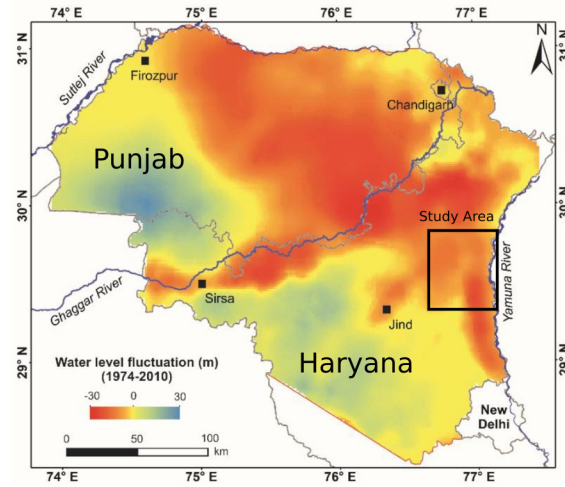 74° E
75° E
76° E
77° E
N
31° N
31° N
Sutlej River
Firozpur
Chandigarh
Punjab
30° N
30° N
Study Area
Yamuna River
Ghaggar River
Sirsa
Jind
29° N
29° N
Haryana
Water level fluctuation (m)
(1974-2010)
-30
30
New
Delhi
0
50
100
km
74° E
75° E
76° E
77° E